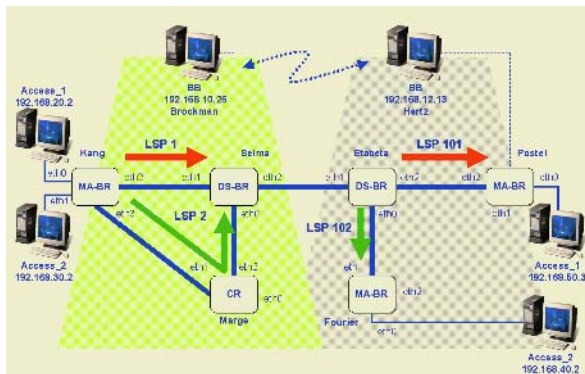 BB
192.168.10.25
Brockman
BB
192.168.12.13
Hertz
Access_1
192.168.20.2
Kang
LSP 1
Selma
Etabeta
LSP 101
Postel
eth0
MA-BR
eth2
eth1
DS-BR
eth2
eth1
DS-BR
eth2
eth2
MA-BR
eth0
eth1
eth2
LSP 2
eth0
LSP 102
eth0
eth1
Access_2
192.168.30.2
eth1
eth2
CR
eth0
Marge
eth1
MA-BR
eth2
Fourier
eth0
Access_1
192.168.50.3
Access_2
192.168.40.2